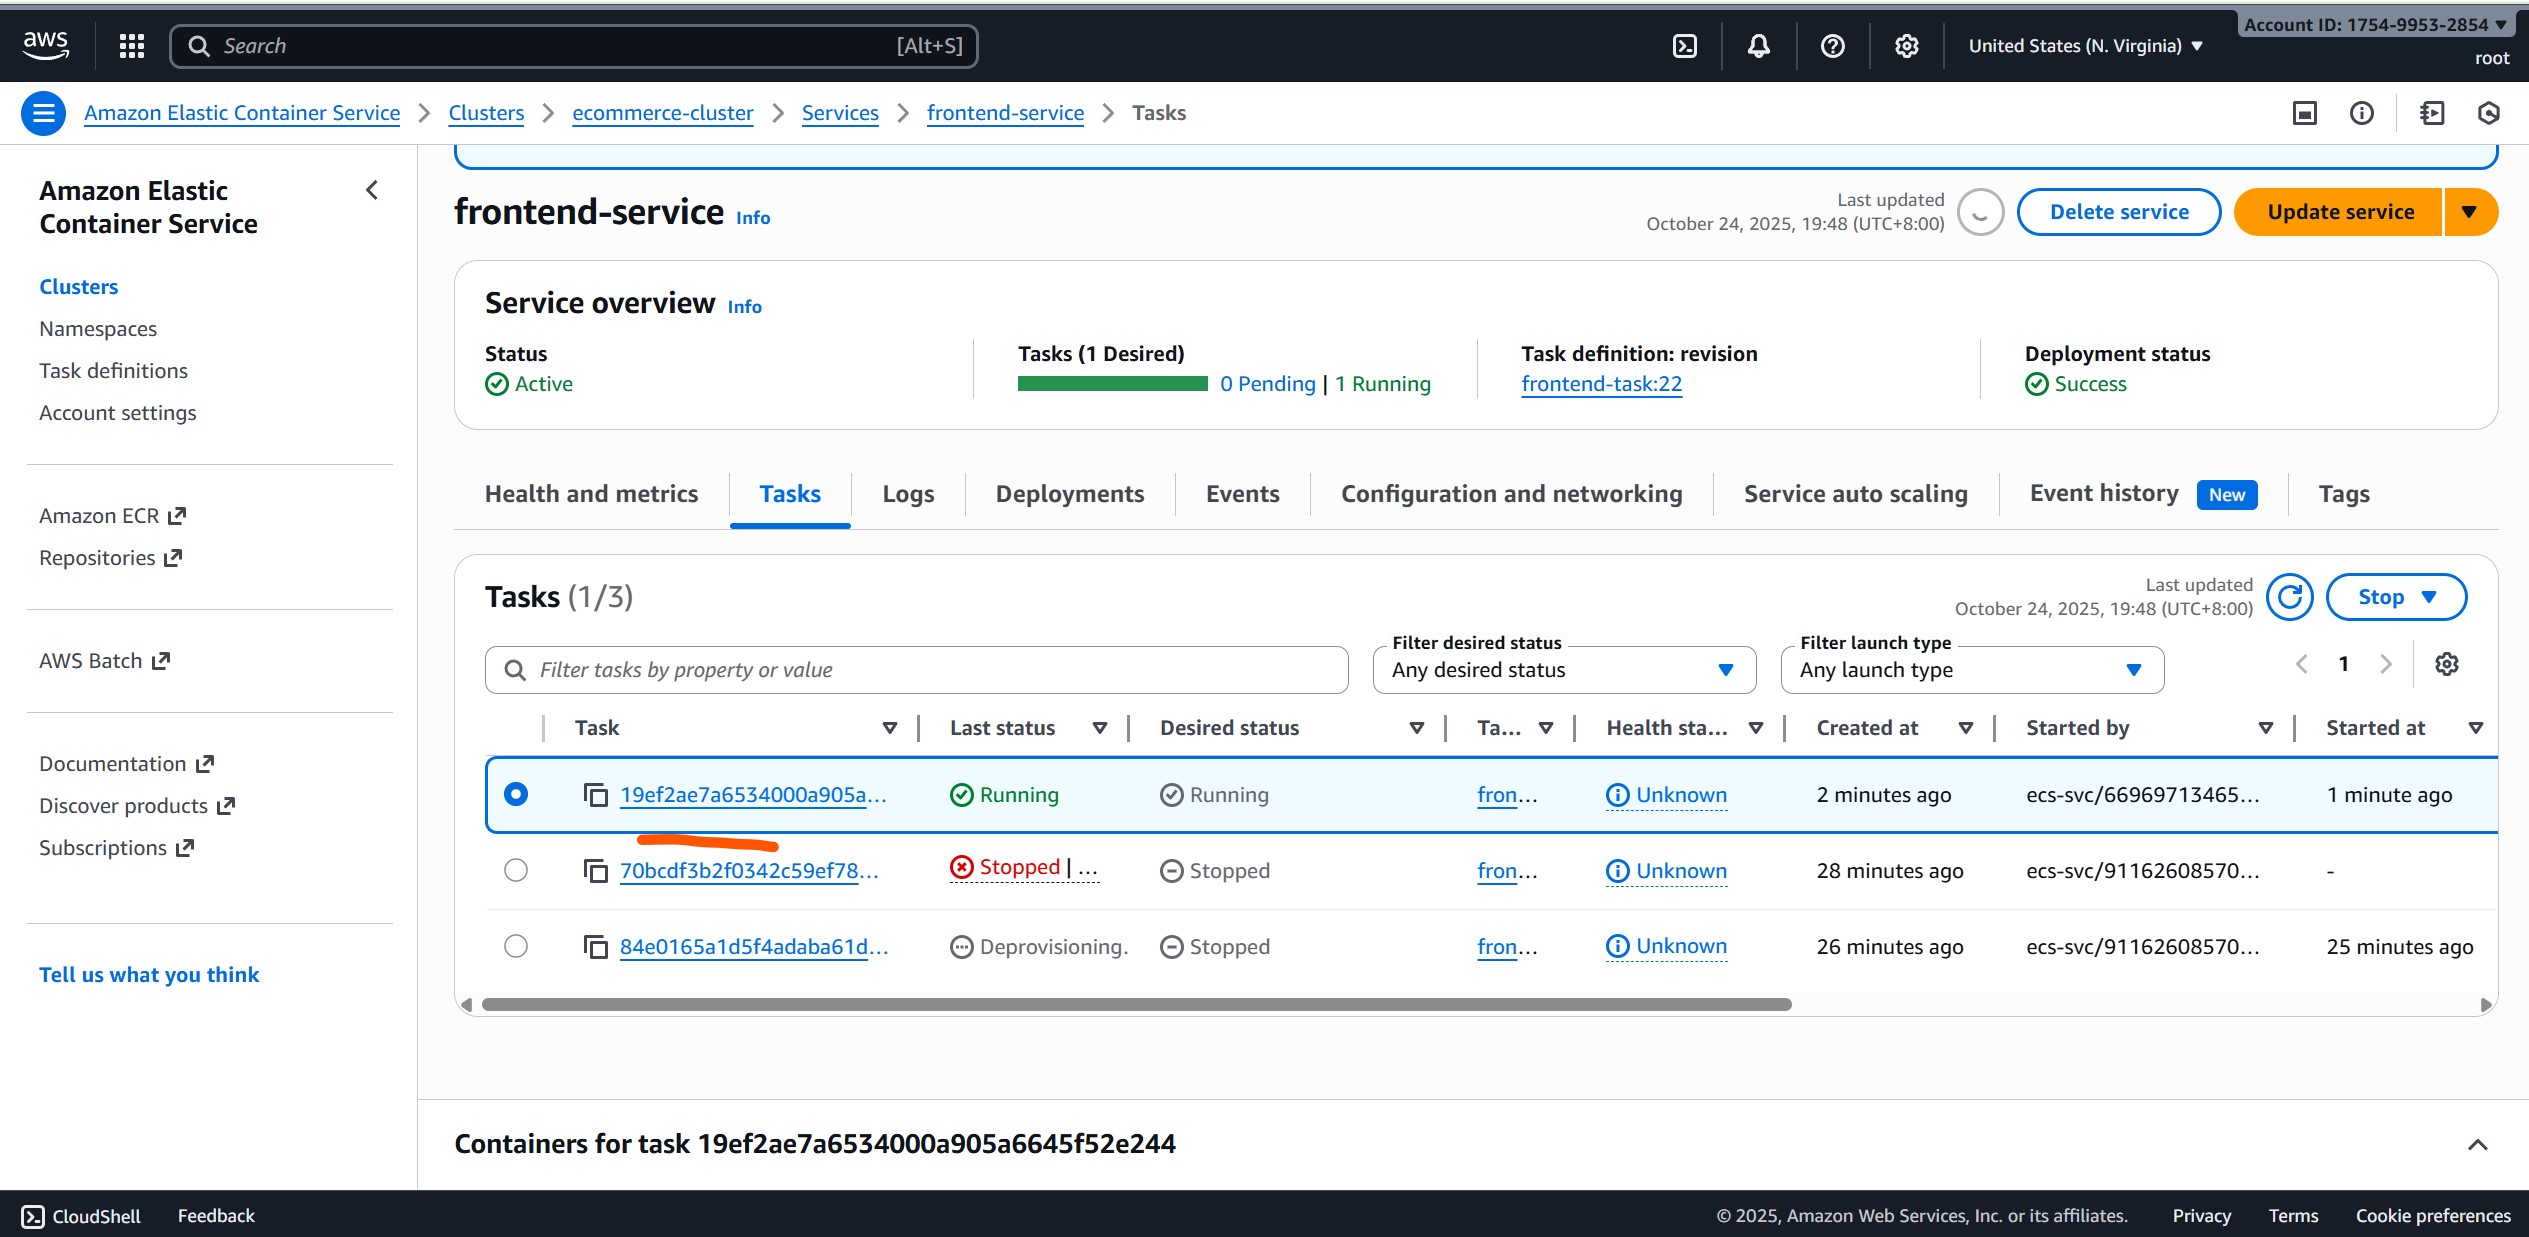 aws
Search [Alt+S]
United States (N. Virginia)
Account ID: 1754-9953-2854
root
Amazon Elastic Container Service > Clusters > ecommerce-cluster > Services > frontend-service > Tasks
Amazon Elastic
Container Service
Clusters
Namespaces
Task definitions
Account settings
Amazon ECR
Repositories
AWS Batch
Documentation
Discover products
Subscriptions
Tell us what you think
frontend-service Info
Last updated
October 24, 2025, 19:48 (UTC+8:00)
Delete service
Update service
Service overview Info
Status
Active
Tasks (1 Desired)
0 Pending | 1 Running
Task definition: revision
frontend-task:22
Deployment status
Success
Health and metrics Tasks Logs Deployments Events Configuration and networking Service auto scaling Event history New Tags
Tasks (1/3)
Last updated
October 24, 2025, 19:48 (UTC+8:00)
Stop
Filter tasks by property or value
Filter desired status
Any desired status
Filter launch type
Any launch type
1
Task Last status Desired status Ta... Health sta... Created at Started by Started at
19ef2ae7a6534000a905a... Running Running fron... Unknown 2 minutes ago ecs-svc/66969713465... 1 minute ago
70bcdf3b2f0342c59ef78... Stopped | ... Stopped fron... Unknown 28 minutes ago ecs-svc/91162608570... -
84e0165a1d5f4adaba61d... Deprovisioning. Stopped fron... Unknown 26 minutes ago ecs-svc/91162608570... 25 minutes ago
Containers for task 19ef2ae7a6534000a905a6645f52e244
CloudShell Feedback © 2025, Amazon Web Services, Inc. or its affiliates. Privacy Terms Cookie preferences